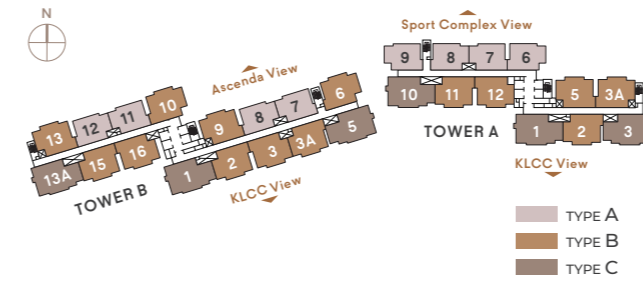 N
Sport Complex View
9 8 7 6
10 11 12
5 3A
TOWER A
1 2 3
KLCC View
Ascenda View
13 12 11 10
9 8 7 6
13A 15 16
1 2 3 3A 5
TOWER B
KLCC View
TYPE A
TYPE B
TYPE C